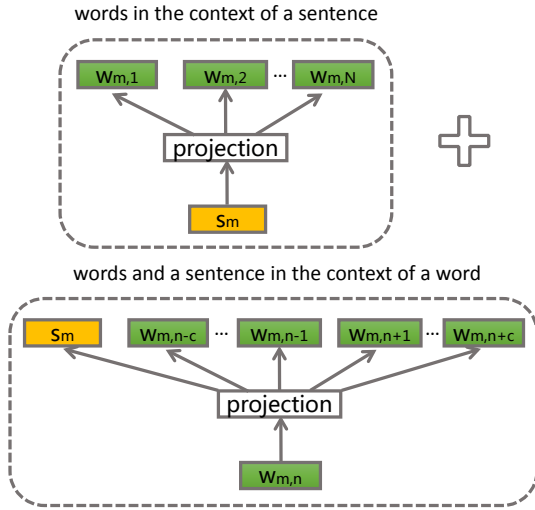 words in the context of a sentence
wm,1 wm,2 ... wm,N
projection
sm
words and a sentence in the context of a word
sm wm,n-c ... wm,n-1 wm,n+1 ... wm,n+c
projection
wm,n